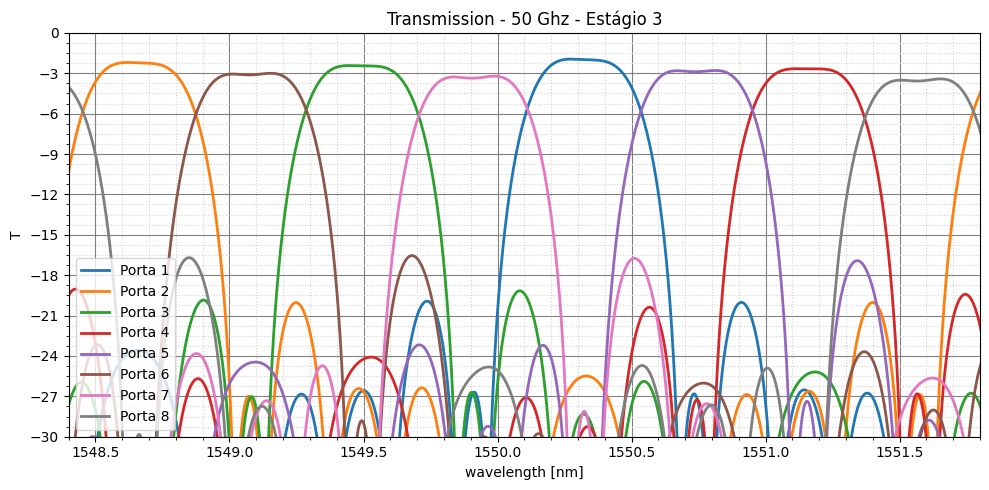 Transmission - 50 Ghz - Estágio 3
0
−3
−6
−9
−12
−15
−18
−21
−24
−27
−30
T
Porta 1
Porta 2
Porta 3
Porta 4
Porta 5
Porta 6
Porta 7
Porta 8
1548.5 1549.0 1549.5 1550.0 1550.5 1551.0 1551.5
wavelength [nm]